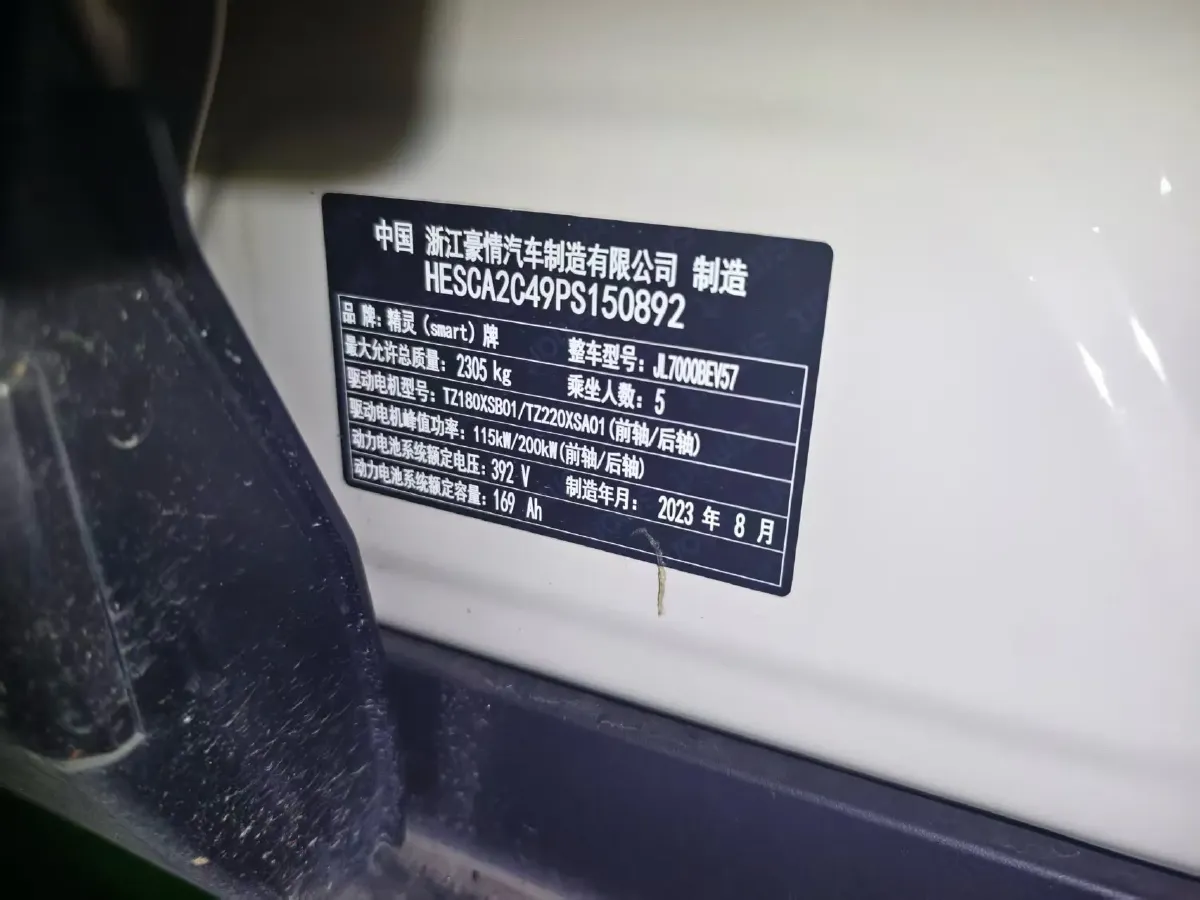 中国 浙江豪情汽车制造有限公司 制造
HESCA2C49PS150892
品 牌: 精灵(smart)牌 整车型号: JL7000BEV57
最大允许总质量: 2305 kg 乘坐人数: 5
驱动电机型号: TZ180XSB01/TZ220XSA01(前轴/后轴)
驱动电机峰值功率: 115kW/200kW(前轴/后轴)
动力电池系统额定电压: 392 V 制造年月: 2023 年 8 月
动力电池系统额定容量: 169 Ah